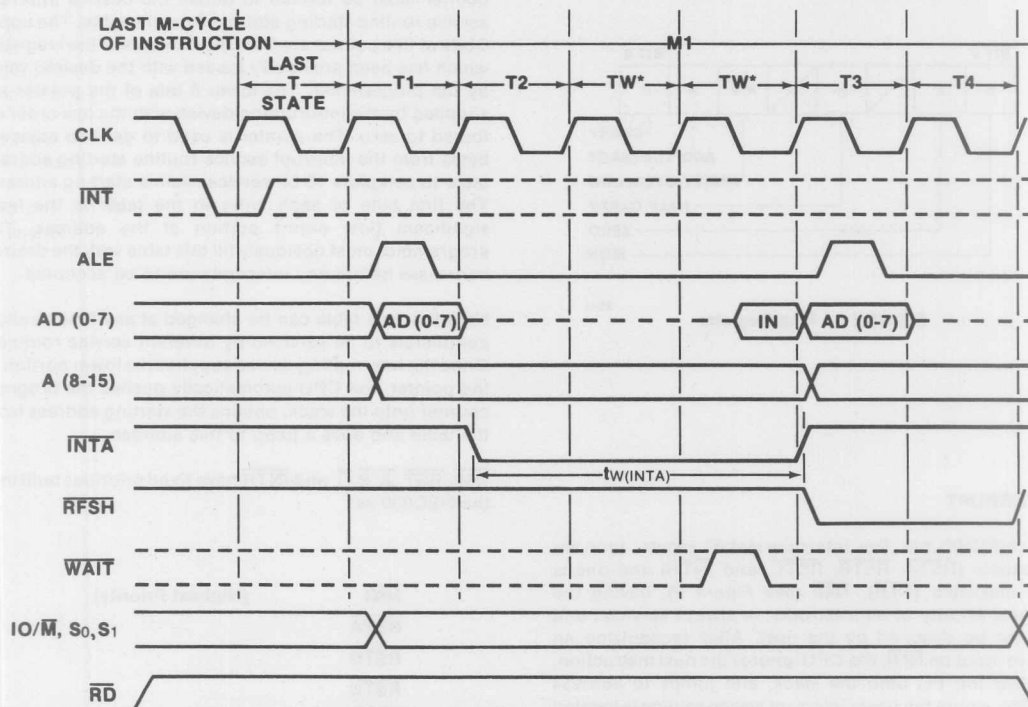 LAST M-CYCLE
OF INSTRUCTION
M1
LAST
STATE
T1
T2
TW*
TW*
T3
T4
CLK
INT
ALE
AD (0-7)
AD (0-7)
IN
AD (0-7)
A (8-15)
INTA
tW(INTA)
RFSH
WAIT
IO/M, S0, S1
RD